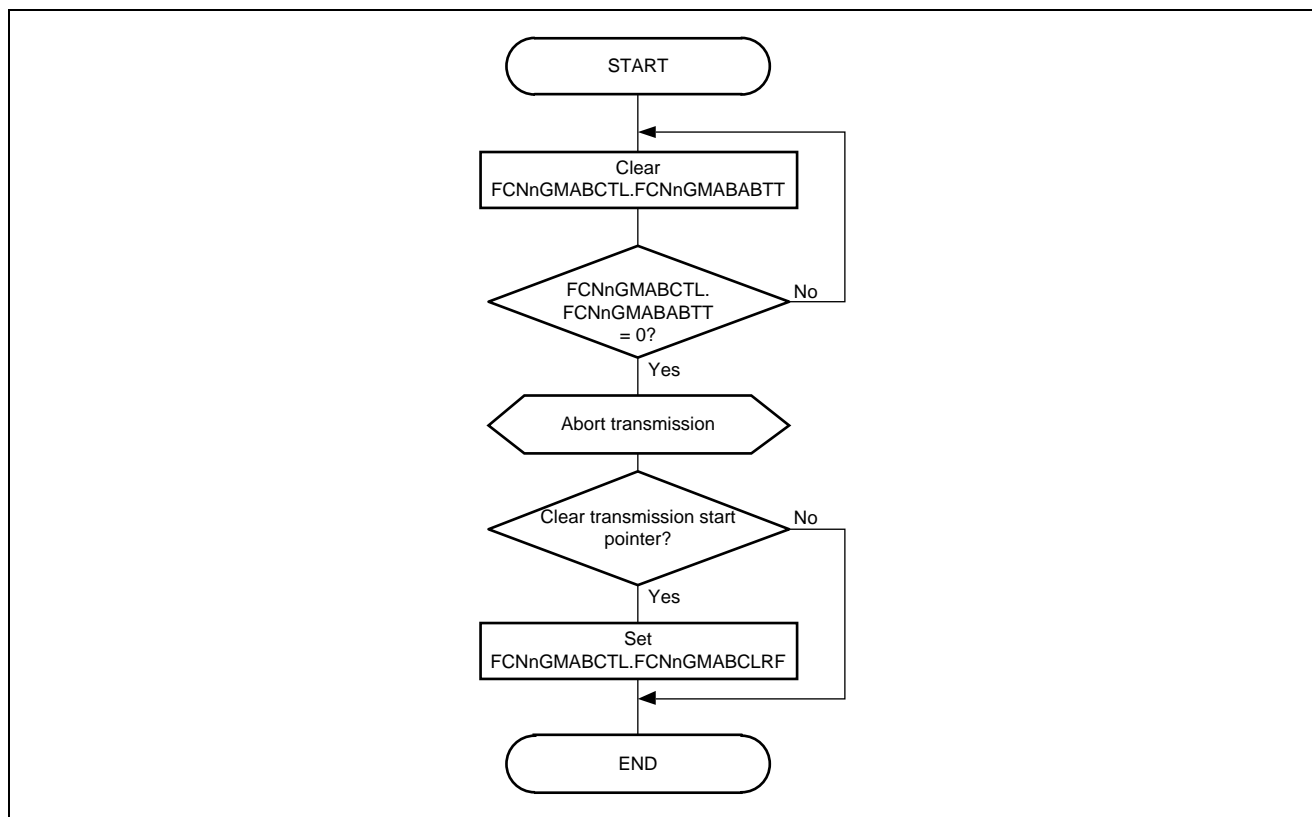 START
Clear
FCNnGMABCTL.FCNnGMABABTT
FCNnGMABCTL.
FCNnGMABABTT
= 0?
No
Yes
Abort transmission
Clear transmission start
pointer?
No
Yes
Set
FCNnGMABCTL.FCNnGMABCLRF
END